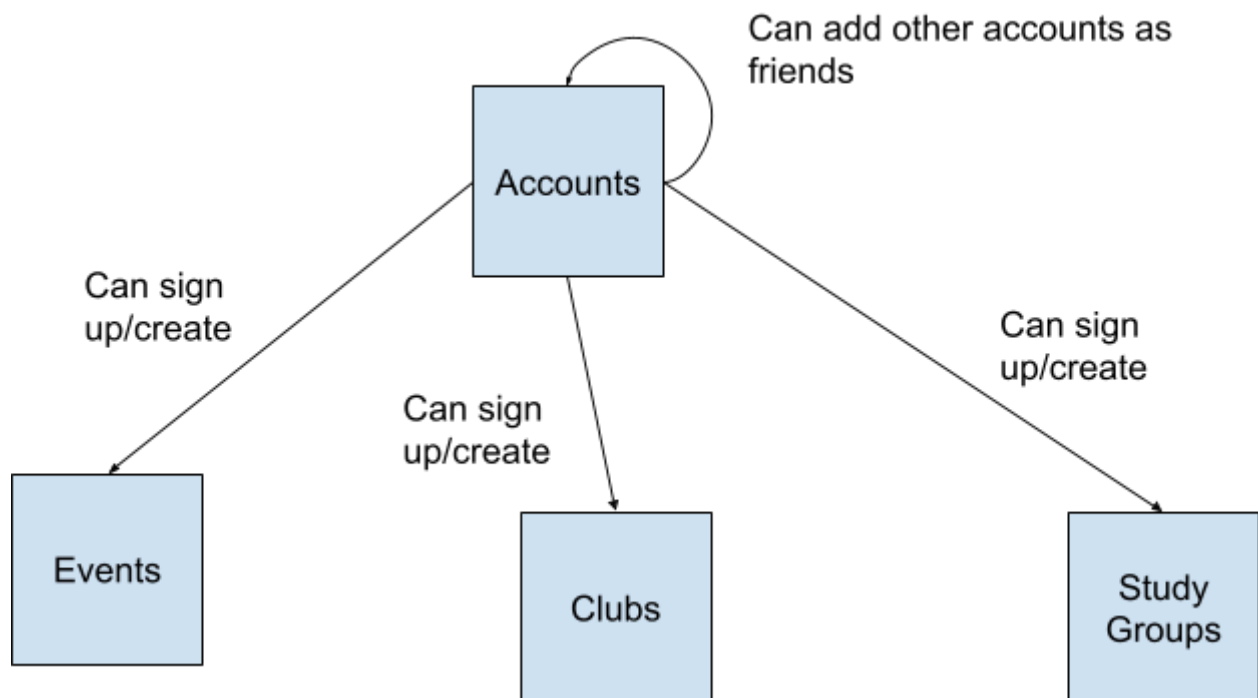 Can add other accounts as
friends
Accounts
Can sign
up/create
Can sign
up/create
Can sign
up/create
Events
Clubs
Study
Groups